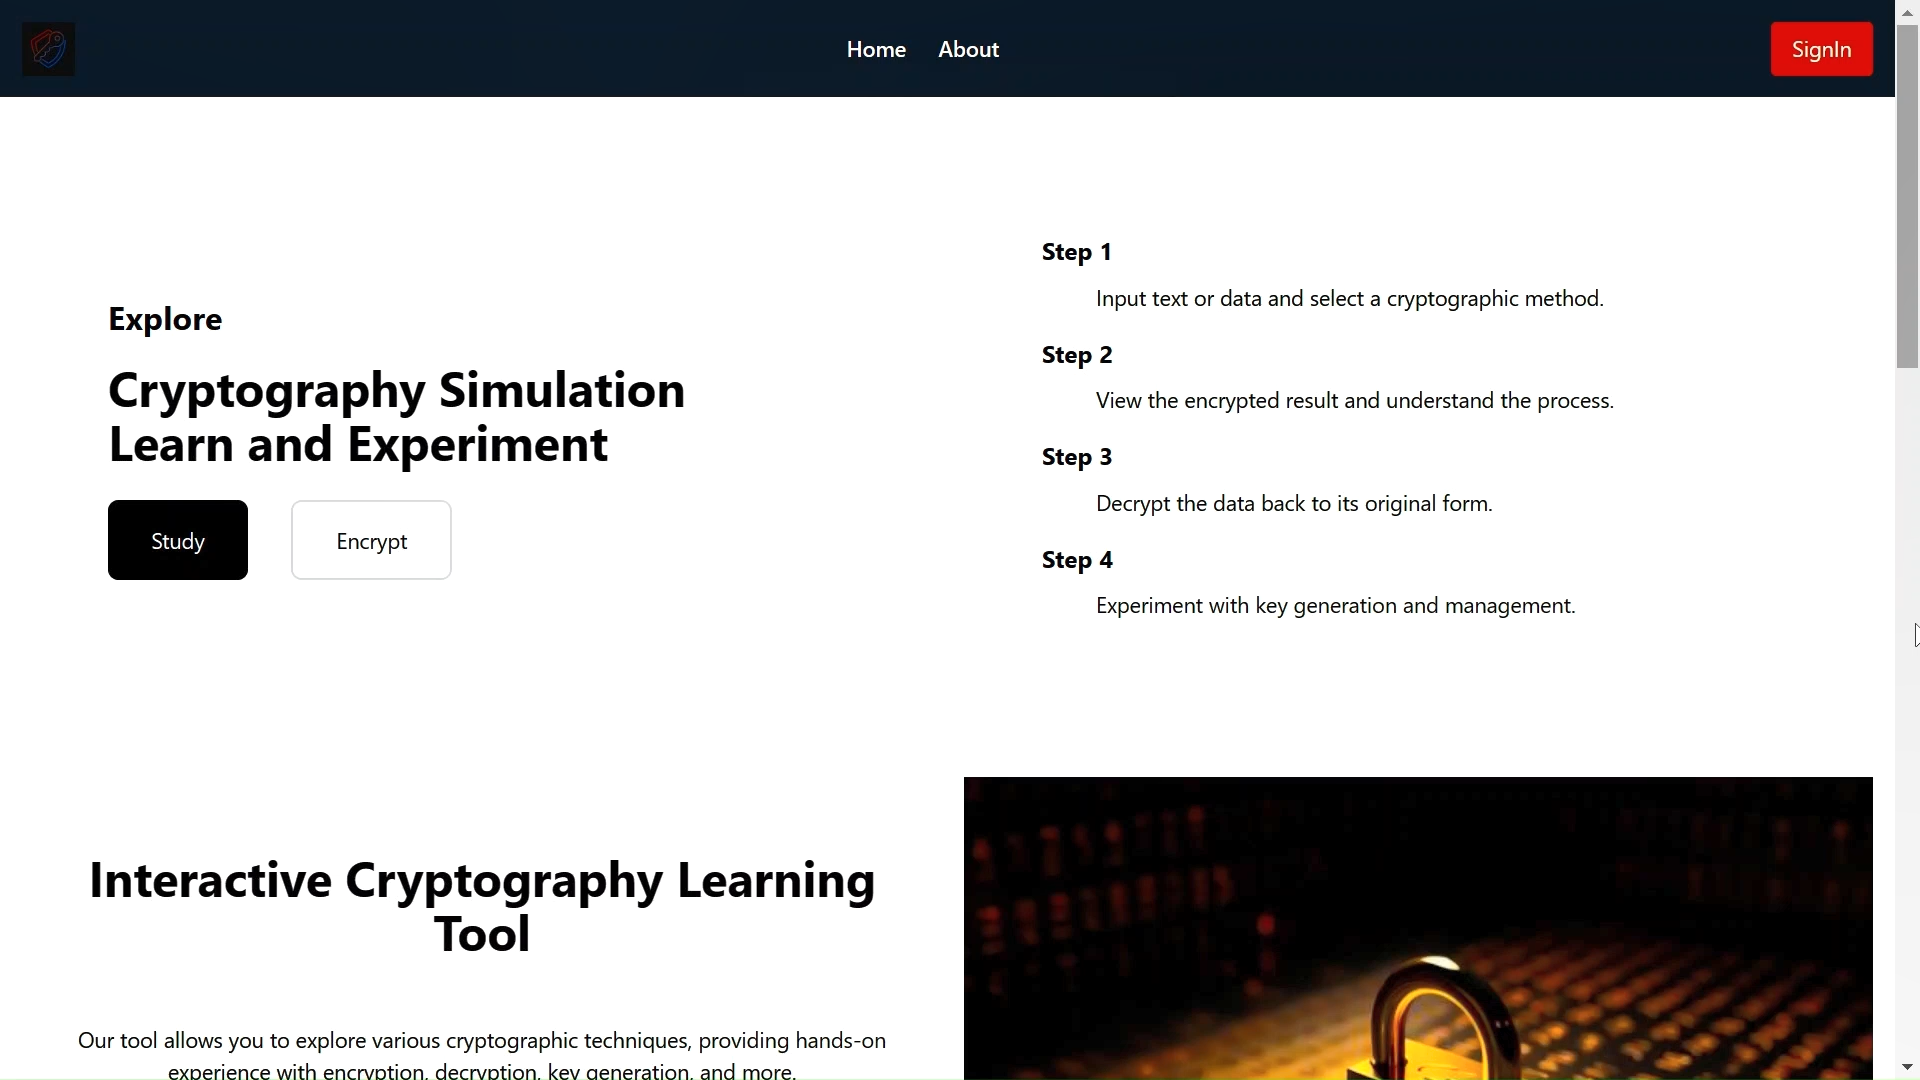 Home About SignIn
Explore
Cryptography Simulation
Learn and Experiment
Study Encrypt
Step 1
Input text or data and select a cryptographic method.
Step 2
View the encrypted result and understand the process.
Step 3
Decrypt the data back to its original form.
Step 4
Experiment with key generation and management.
Interactive Cryptography Learning
Tool
Our tool allows you to explore various cryptographic techniques, providing hands-on
experience with encryption, decryption, key generation, and more.